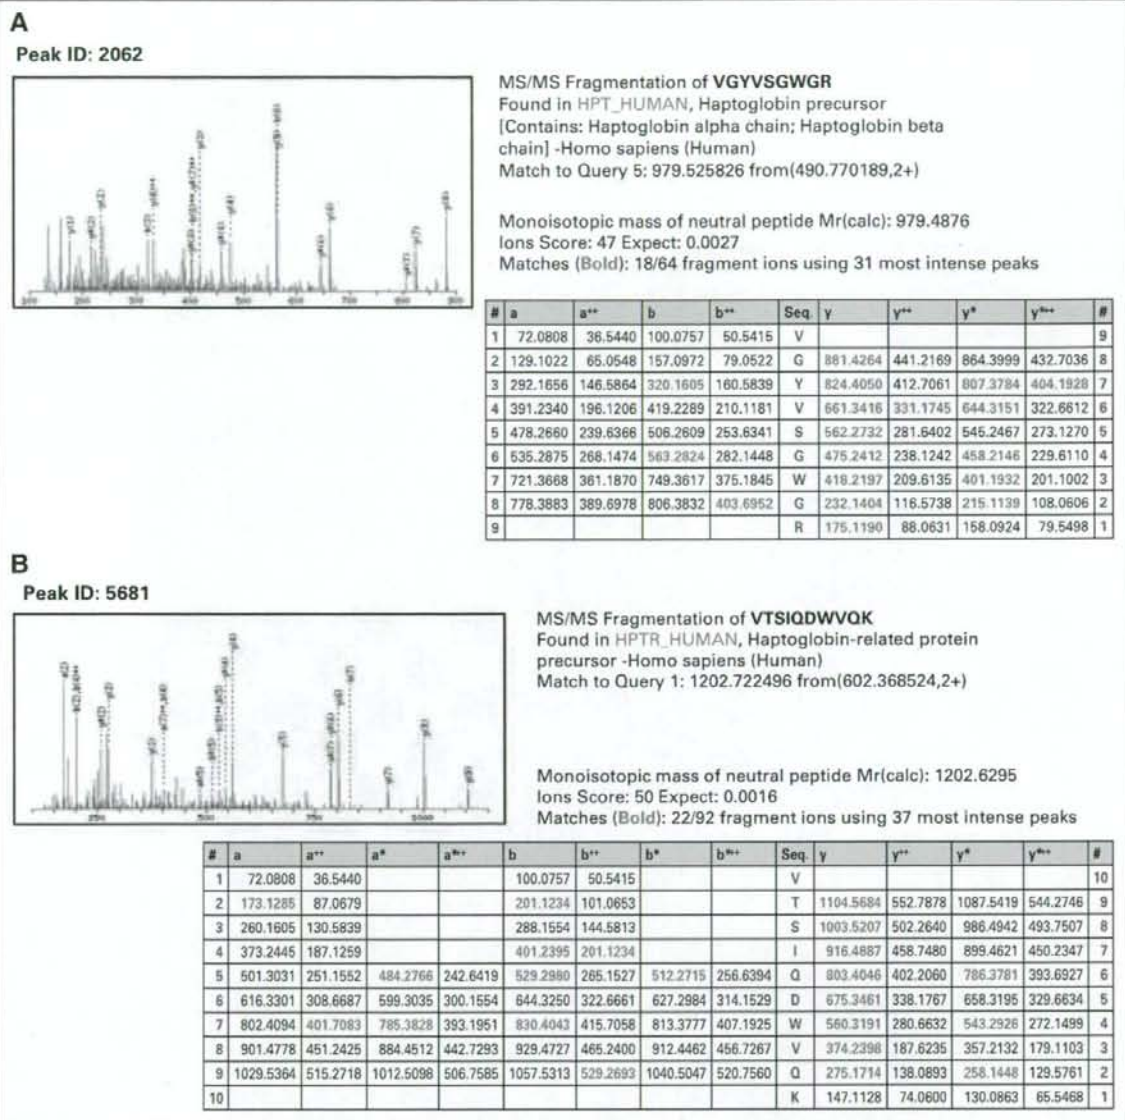 A
Peak ID: 2062
MS/MS Fragmentation of VGYVSGWGR
Found in HPT_HUMAN, Haptoglobin precursor
[Contains: Haptoglobin alpha chain; Haptoglobin beta
chain] -Homo sapiens (Human)
Match to Query 5: 979.525826 from(490.770189,2+)
Monoisotopic mass of neutral peptide Mr(calc): 979.4876
Ions Score: 47 Expect: 0.0027
Matches (Bold): 18/64 fragment ions using 31 most intense peaks
# a a++ b b++ Seq. y y++ y* y*++ #
1 72.0808 36.5440 100.0757 50.5415 V 9
2 129.1022 65.0548 157.0972 79.0522 G 881.4264 441.2169 864.3999 432.7036 8
3 292.1656 146.5864 320.1605 160.5839 Y 824.4050 412.7061 807.3784 404.1928 7
4 391.2340 196.1206 419.2289 210.1181 V 661.3416 331.1745 644.3151 322.6612 6
5 478.2660 239.6366 506.2609 253.6341 S 562.2732 281.6402 545.2467 273.1270 5
6 535.2875 268.1474 563.2824 282.1448 G 475.2412 238.1242 458.2146 229.6110 4
7 721.3668 361.1870 749.3617 375.1845 W 418.2197 209.6135 401.1932 201.1002 3
8 778.3883 389.6978 806.3832 403.6952 G 232.1404 116.5738 215.1139 108.0606 2
9 R 175.1190 88.0631 158.0924 79.5498 1
B
Peak ID: 5681
MS/MS Fragmentation of VTSIQDWVQK
Found in HPTR_HUMAN, Haptoglobin-related protein
precursor -Homo sapiens (Human)
Match to Query 1: 1202.722496 from(602.368524,2+)
Monoisotopic mass of neutral peptide Mr(calc): 1202.6295
Ions Score: 50 Expect: 0.0016
Matches (Bold): 22/92 fragment ions using 37 most intense peaks
# a a++ a* a*++ b b++ b* b*++ Seq. y y++ y* y*++ #
1 72.0808 36.5440 100.0757 50.5415 V 10
2 173.1285 87.0679 201.1234 101.0653 T 1104.5684 552.7878 1087.5419 544.2746 9
3 260.1605 130.5839 288.1554 144.5813 S 1003.5207 502.2640 986.4942 493.7507 8
4 373.2445 187.1259 401.2395 201.1234 I 916.4887 458.7480 899.4621 450.2347 7
5 501.3031 251.1552 484.2766 242.6419 529.2980 265.1527 512.2715 256.6394 Q 803.4046 402.2060 786.3781 393.6927 6
6 616.3301 308.6687 599.3035 300.1554 644.3250 322.6661 627.2984 314.1529 D 675.3461 338.1767 658.3195 329.6634 5
7 802.4094 401.7083 785.3828 393.1951 830.4043 415.7058 813.3777 407.1925 W 560.3191 280.6632 543.2926 272.1499 4
8 901.4778 451.2425 884.4512 442.7293 929.4727 465.2400 912.4462 456.7267 V 374.2398 187.6235 357.2132 179.1103 3
9 1029.5364 515.2718 1012.5098 506.7585 1057.5313 529.2693 1040.5047 520.7560 Q 275.1714 138.0893 258.1448 129.5761 2
10 K 147.1128 74.0600 130.0863 65.5468 1